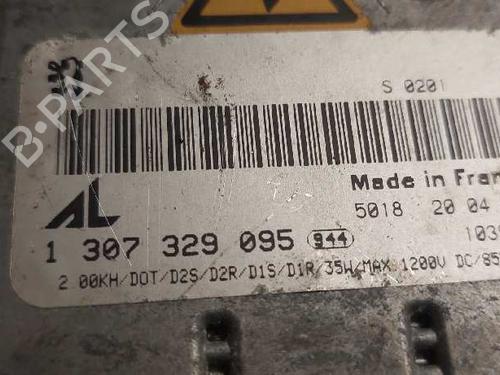 S 0201
AL
Made in Fran
5018 20 04
1 307 329 095 944
2.00KH/DOT/D2S/D2R/D1S/D1R/35W/MAX 1200V DC/85
B-PARTS